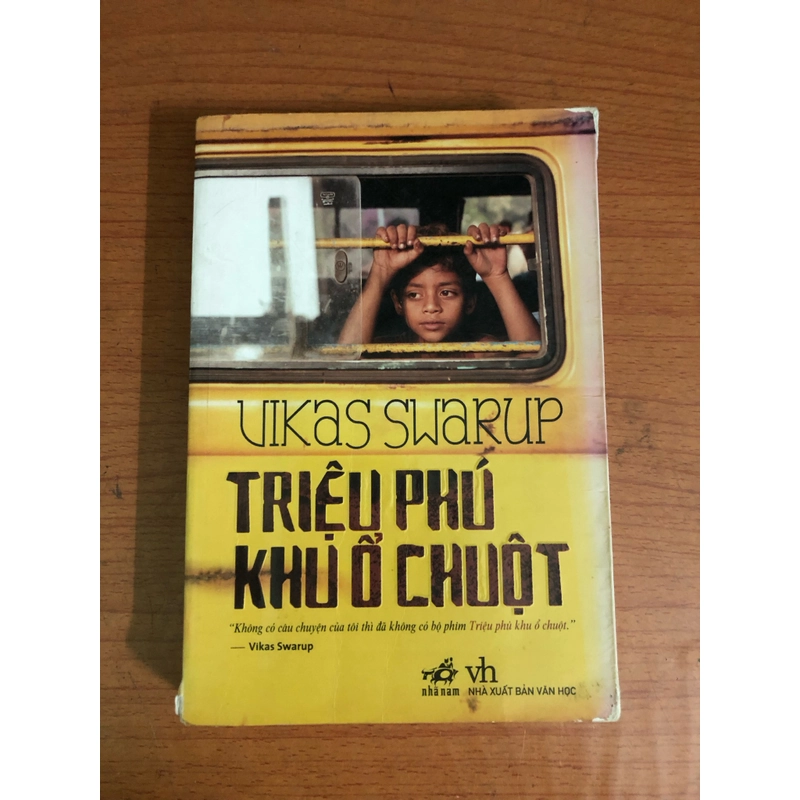 VIKAS SWARUP
TRIỆU PHÚ
KHU Ổ CHUỘT
“Không có câu chuyện của tôi thì đã không có bộ phim Triệu phú khu ổ chuột.”
— Vikas Swarup
nhã nam
vh
NHÀ XUẤT BẢN VĂN HỌC